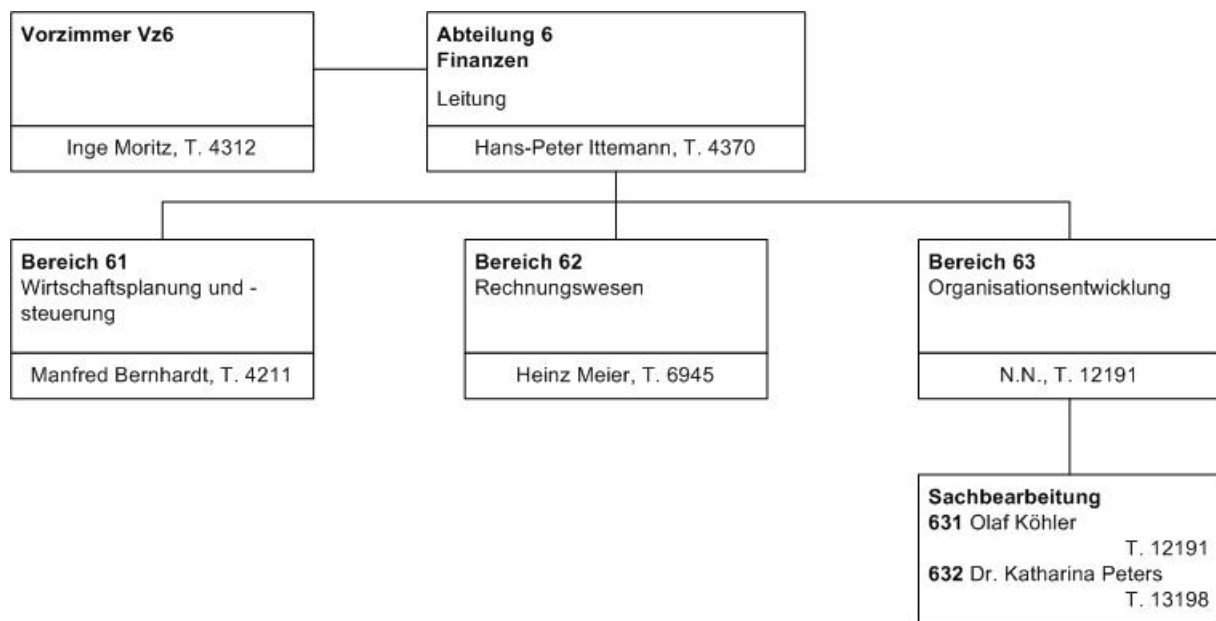 Vorzimmer Vz6
Inge Moritz, T. 4312
Abteilung 6
Finanzen
Leitung
Hans-Peter Ittemann, T. 4370
Bereich 61
Wirtschaftsplanung und -
steuerung
Manfred Bernhardt, T. 4211
Bereich 62
Rechnungswesen
Heinz Meier, T. 6945
Bereich 63
Organisationsentwicklung
N.N., T. 12191
Sachbearbeitung
631 Olaf Köhler
T. 12191
632 Dr. Katharina Peters
T. 13198